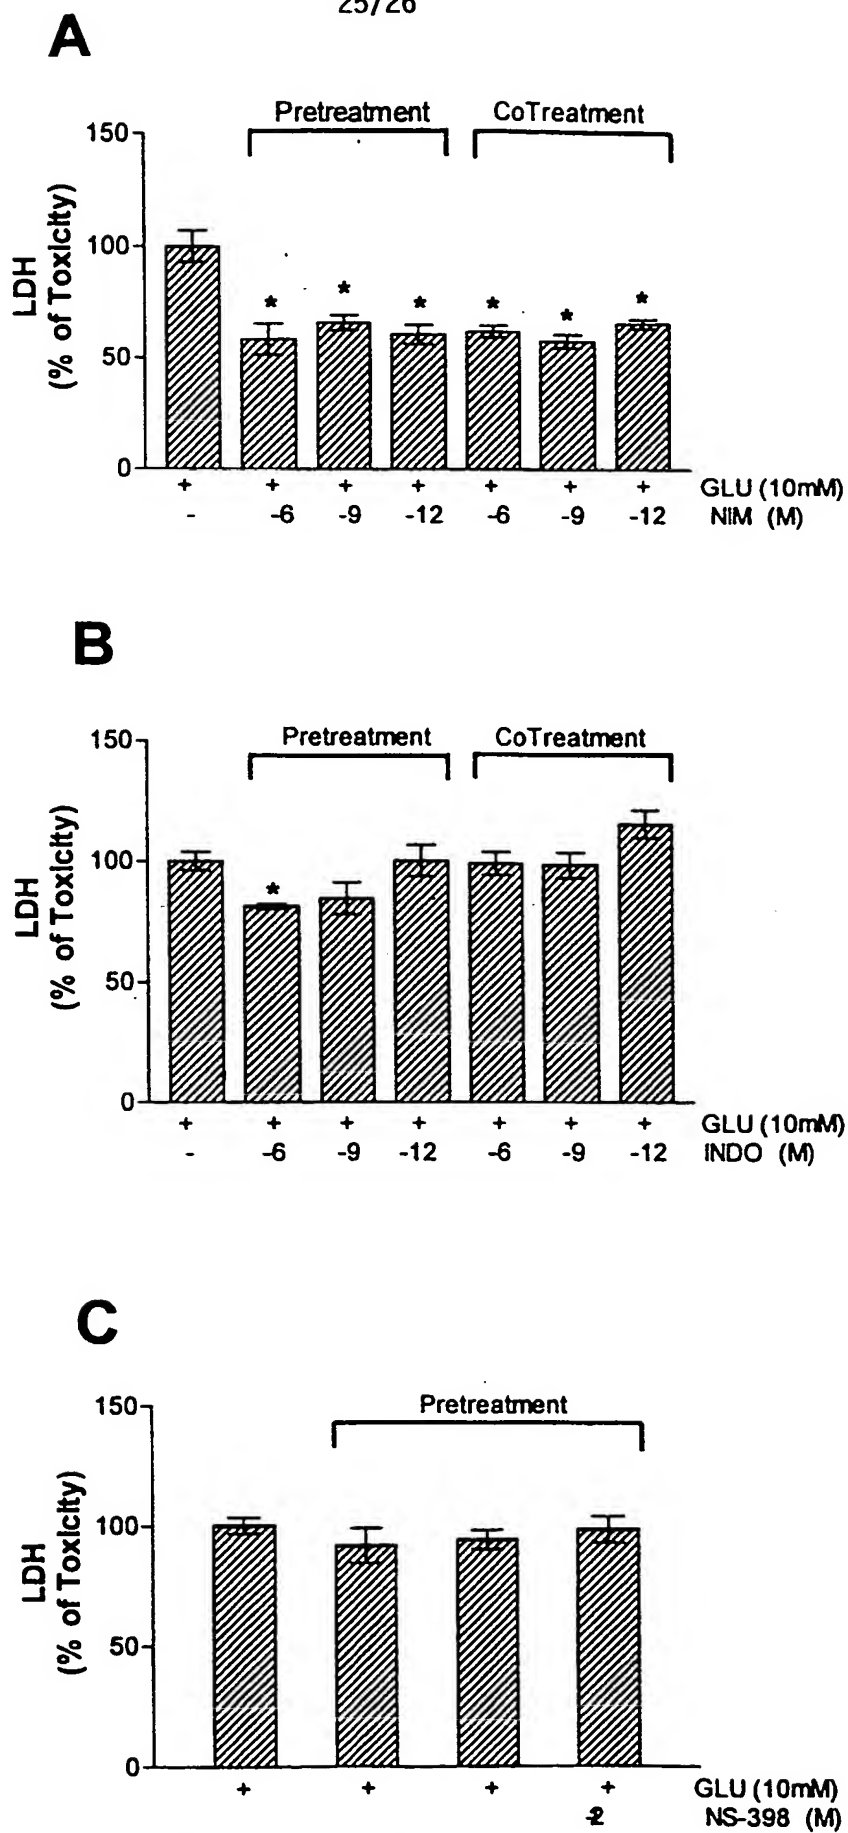 25/26
A
Pretreatment CoTreatment
LDH
(% of Toxicity)
150
100
50
0
* * * * * *
+ + + + + + + GLU (10mM)
- -6 -9 -12 -6 -9 -12 NIM (M)
B
Pretreatment CoTreatment
LDH
(% of Toxicity)
150
100
50
0
*
+ + + + + + + GLU (10mM)
- -6 -9 -12 -6 -9 -12 INDO (M)
C
Pretreatment
LDH
(% of Toxicity)
150
100
50
0
+ + + + GLU (10mM)
NS-398 (M)